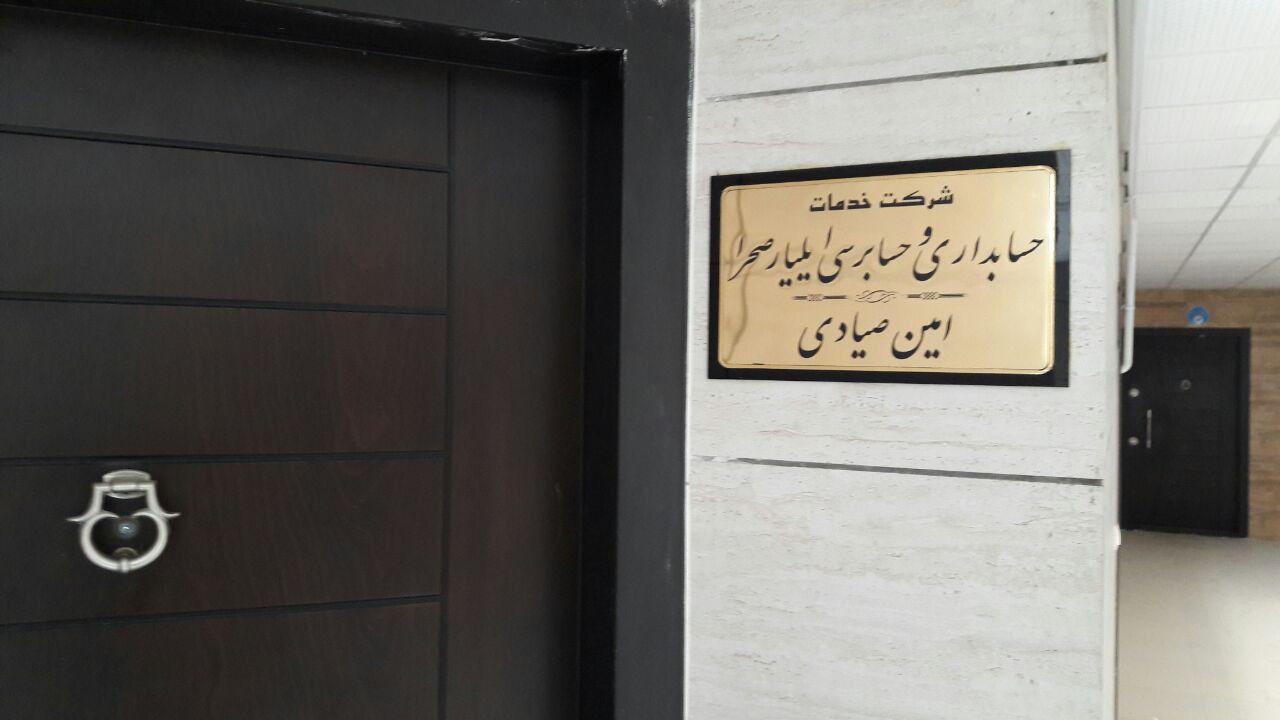 شرکت خدمات
حسابداری و حسابرسی ایلیار صحرا
امین صیادی